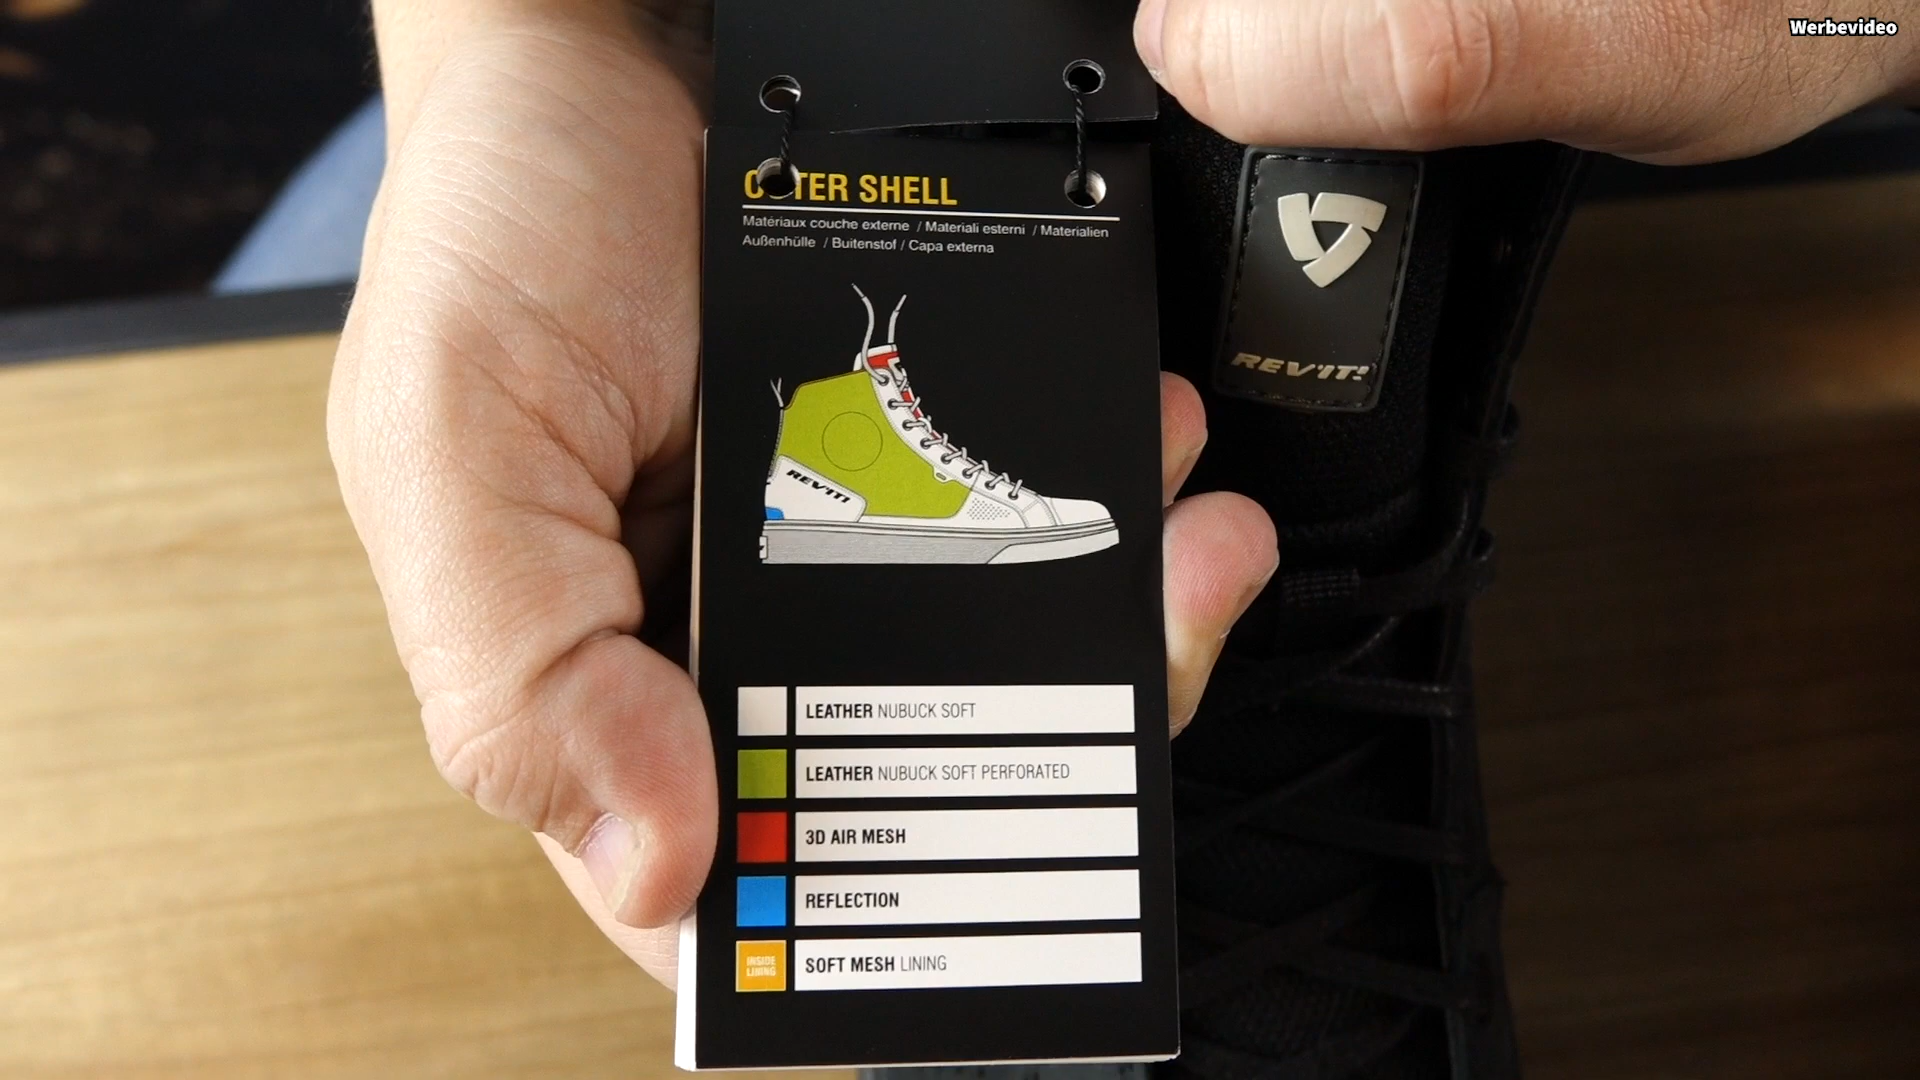 Werbevideo
OUTER SHELL
Matériaux couche externe / Materiali esterni / Materialien
Außenhülle / Buitenstof / Capa externa
REV'IT!
REV'IT!
LEATHER NUBUCK SOFT
LEATHER NUBUCK SOFT PERFORATED
3D AIR MESH
REFLECTION
INSIDE
LINING
SOFT MESH LINING